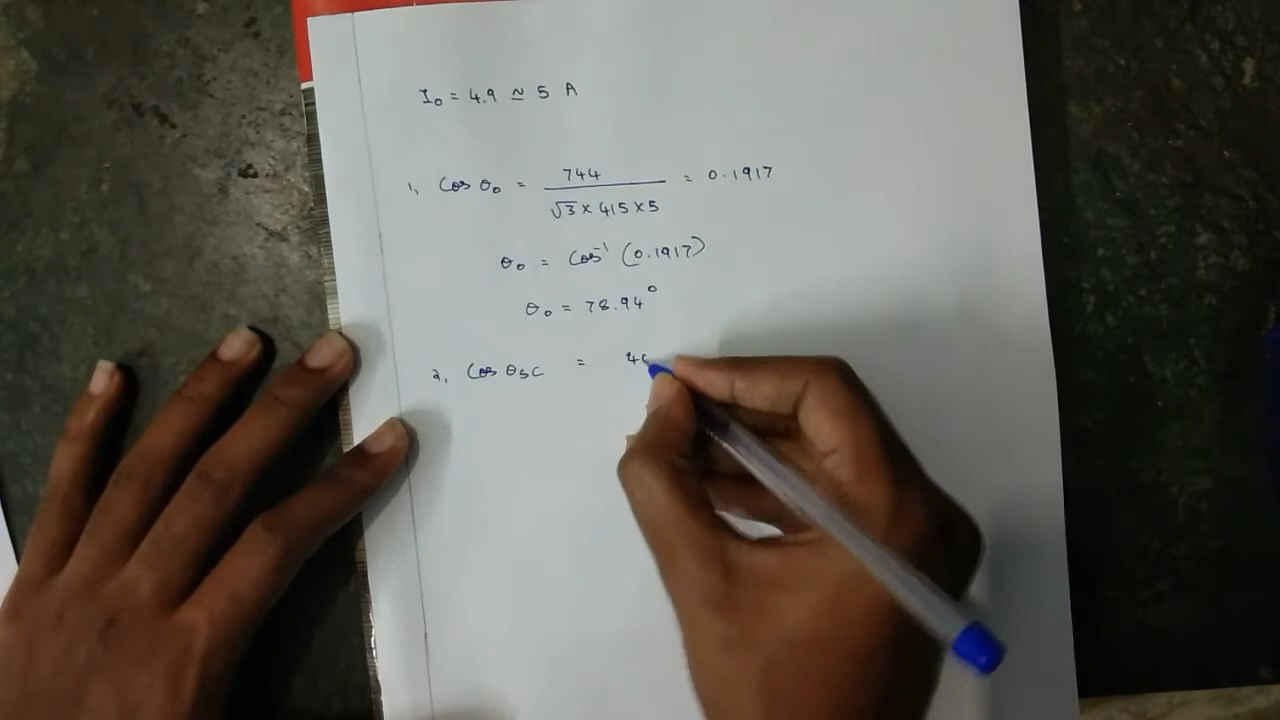 I₀ = 4.9 ≃ 5 A
1, Cos θ₀ = 744 / √3 × 415 × 5 = 0.1917
θ₀ = Cos⁻¹ (0.1917)
θ₀ = 78.94°
2, Cos θsc = 4